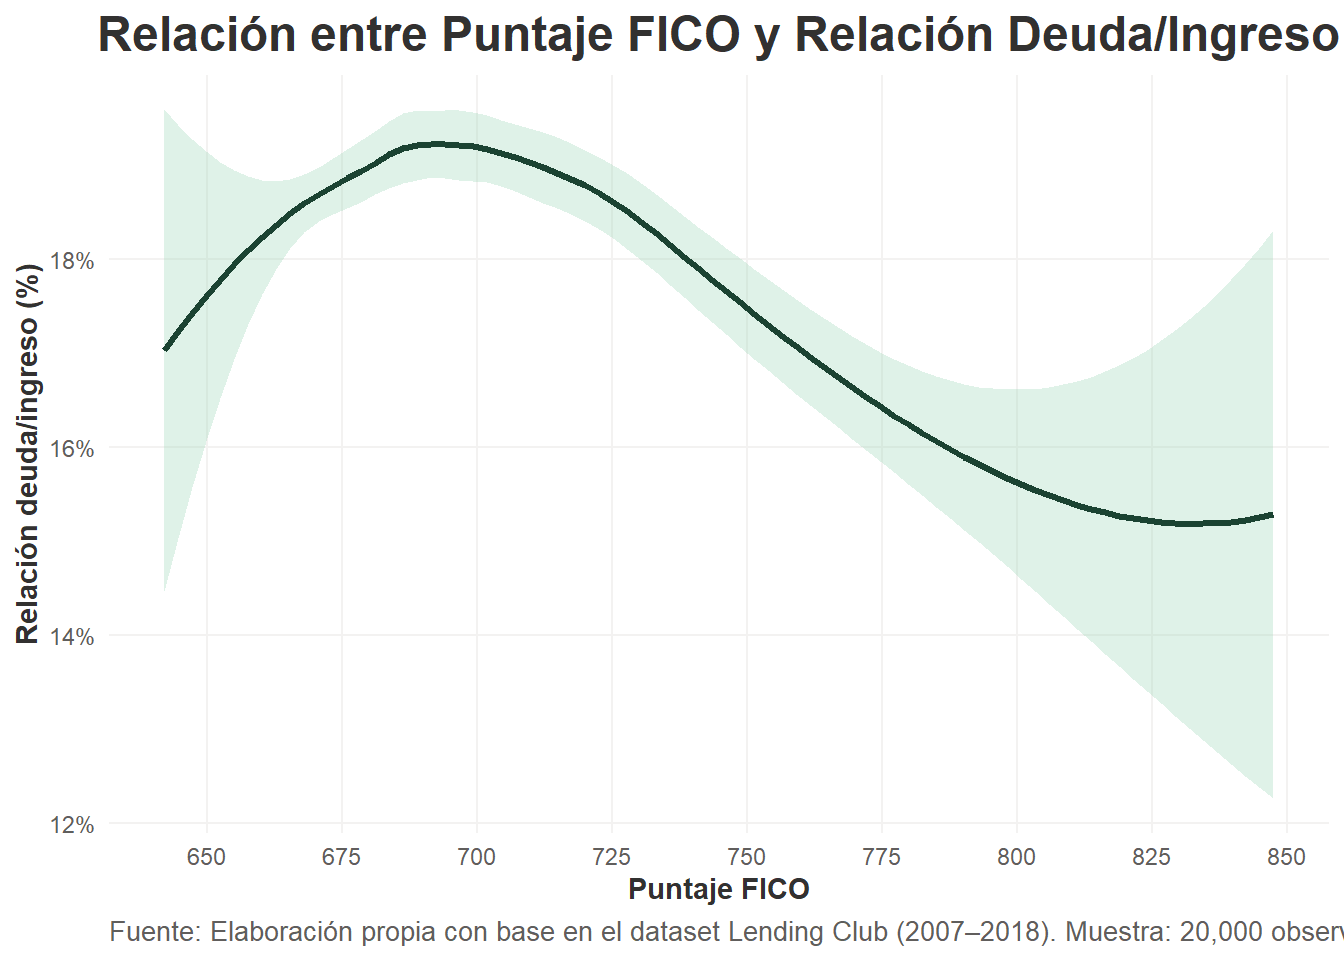 Relación entre Puntaje FICO y Relación Deuda/Ingreso
Relación deuda/ingreso (%)
18%
16%
14%
12%
650 675 700 725 750 775 800 825 850
Puntaje FICO
Fuente: Elaboración propia con base en el dataset Lending Club (2007–2018). Muestra: 20,000 observ